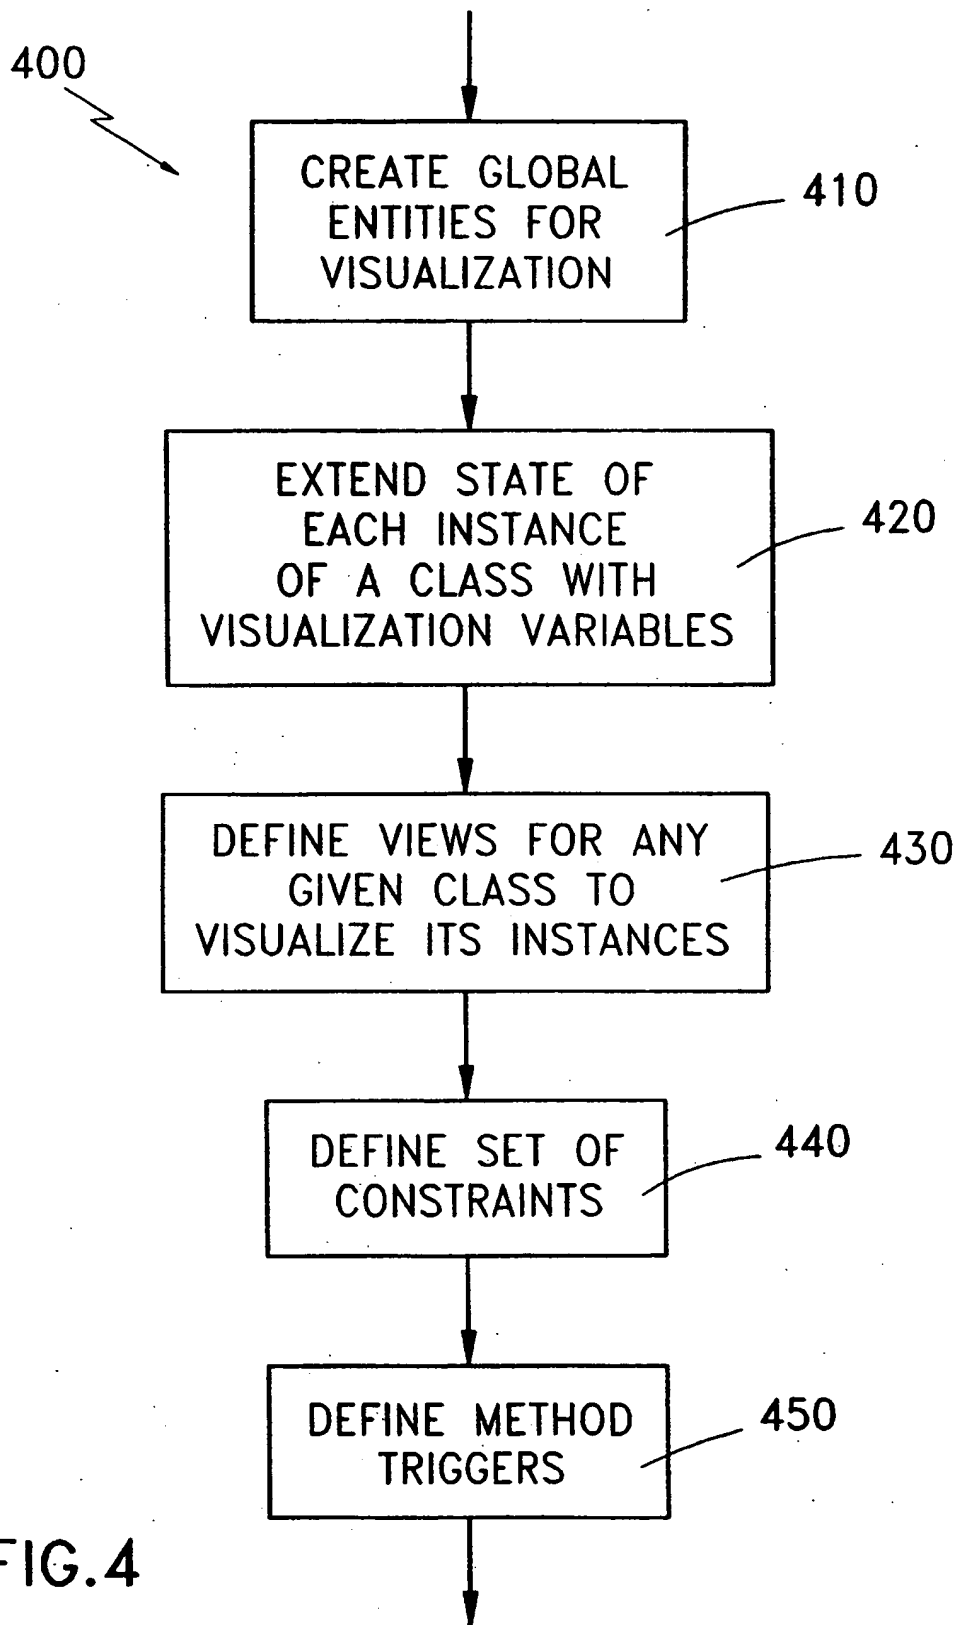 400
CREATE GLOBAL
ENTITIES FOR
VISUALIZATION
410
EXTEND STATE OF
EACH INSTANCE
OF A CLASS WITH
VISUALIZATION VARIABLES
420
DEFINE VIEWS FOR ANY
GIVEN CLASS TO
VISUALIZE ITS INSTANCES
430
DEFINE SET OF
CONSTRAINTS
440
DEFINE METHOD
TRIGGERS
450
FIG.4